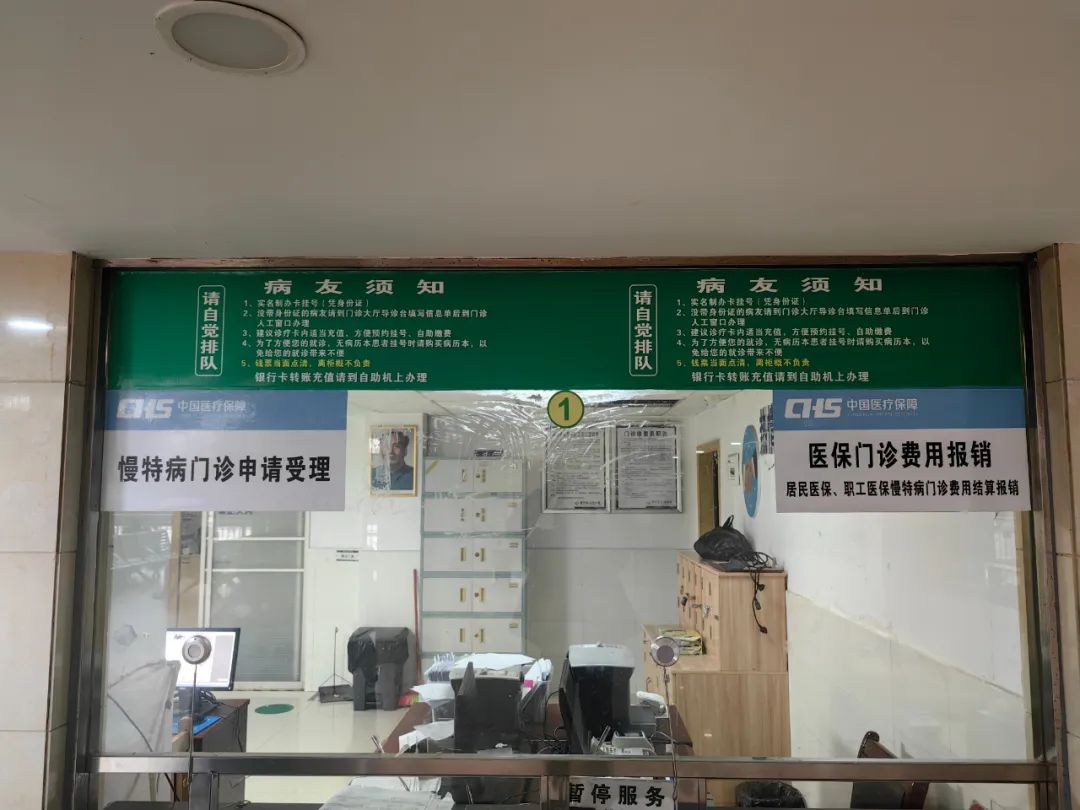 病友须知
请自觉排队
1、实名制办卡挂号（凭身份证）
2、没带身份证的病友请到门诊大厅导诊台填写信息单后到门诊
人工窗口办理
3、建议诊疗卡内适当充值，方便预约挂号、自助缴费
4、为了方便您的就诊，无病历本患者挂号时请购买病历本，以
免给您的就诊带来不便
5、钱票当面点清，离柜概不负责
银行卡转账充值请到自助机上办理
病友须知
请自觉排队
1、实名制办卡挂号（凭身份证）
2、没带身份证的病友请到门诊大厅导诊台填写信息单后到门诊
人工窗口办理
3、建议诊疗卡内适当充值，方便预约挂号、自助缴费
4、为了方便您的就诊，无病历本患者挂号时请购买病历本，以
免给您的就诊带来不便
5、钱票当面点清，离柜概不负责
银行卡转账充值请到自助机上办理
CHS 中国医疗保障
慢特病门诊申请受理
1
CHS 中国医疗保障
医保门诊费用报销
居民医保、职工医保慢特病门诊费用结算报销
暂停服务